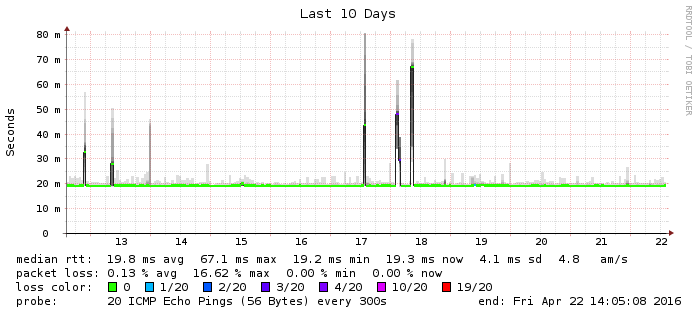 Last 10 Days
RRDTOOL / TOBI OETIKER
Seconds
80 m
70 m
60 m
50 m
40 m
30 m
20 m
10 m
0
13 14 15 16 17 18 19 20 21 22
median rtt: 19.8 ms avg 67.1 ms max 19.2 ms min 19.3 ms now 4.1 ms sd 4.8 am/s
packet loss: 0.13 % avg 16.62 % max 0.00 % min 0.00 % now
loss color: 0 1/20 2/20 3/20 4/20 10/20 19/20
probe: 20 ICMP Echo Pings (56 Bytes) every 300s end: Fri Apr 22 14:05:08 2016